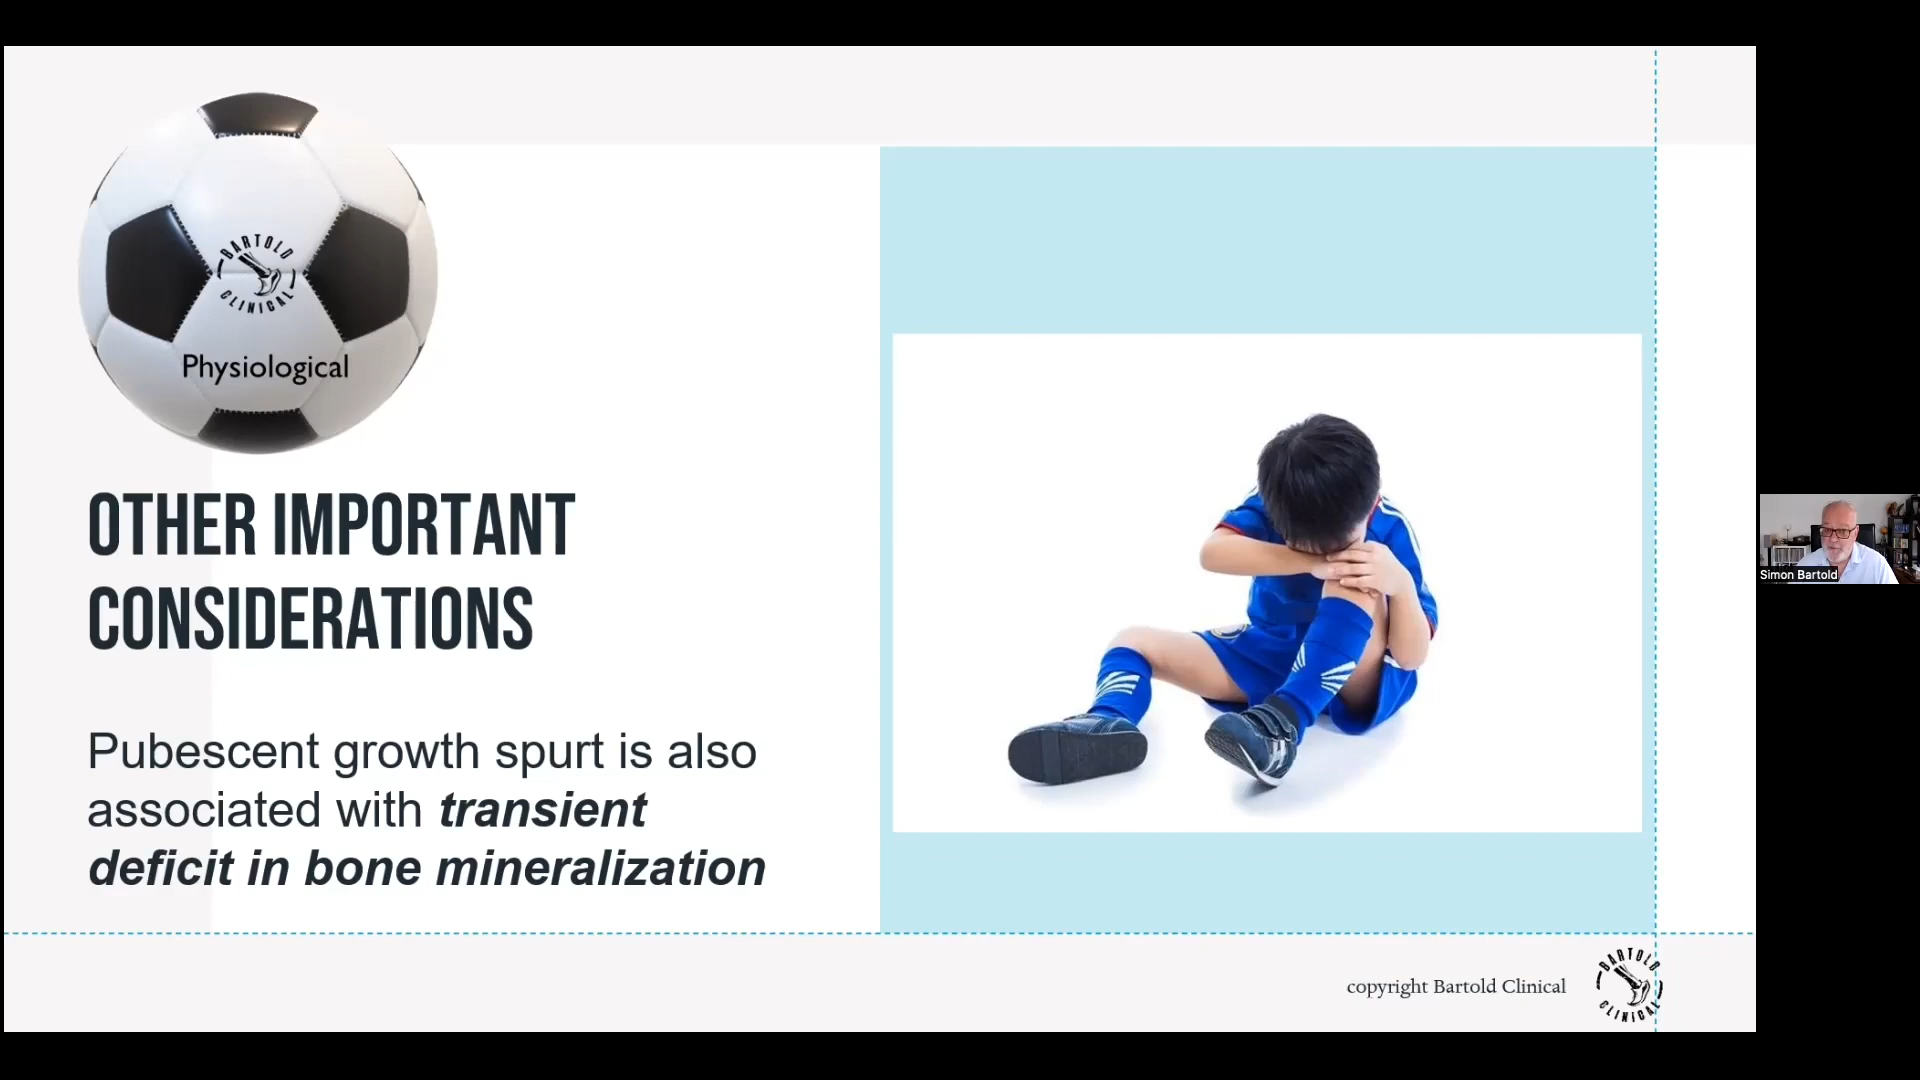 BARTOLD
CLINICAL
Physiological
OTHER IMPORTANT
CONSIDERATIONS
Pubescent growth spurt is also
associated with transient
deficit in bone mineralization
Simon Bartold
copyright Bartold Clinical
BARTOLD
CLINICAL